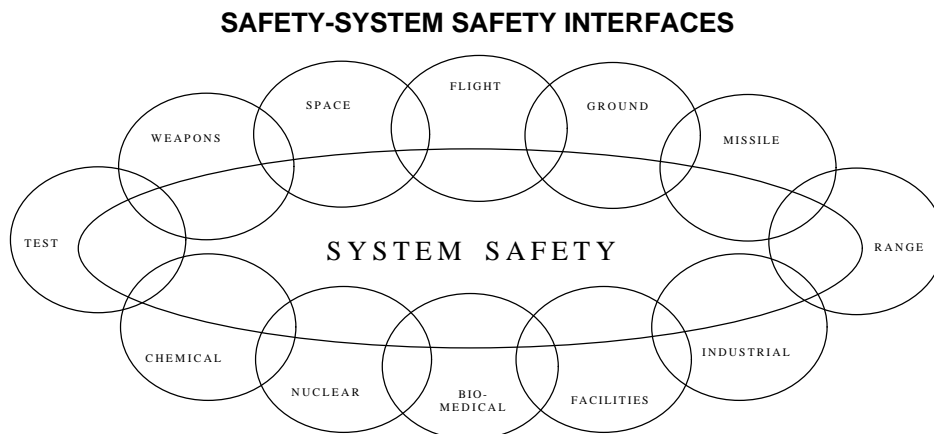 SAFETY-SYSTEM SAFETY INTERFACES
FLIGHT
SPACE
GROUND
WEAPONS
MISSILE
TEST
SYSTEM SAFETY
RANGE
CHEMICAL
INDUSTRIAL
NUCLEAR
BIO-
MEDICAL
FACILITIES